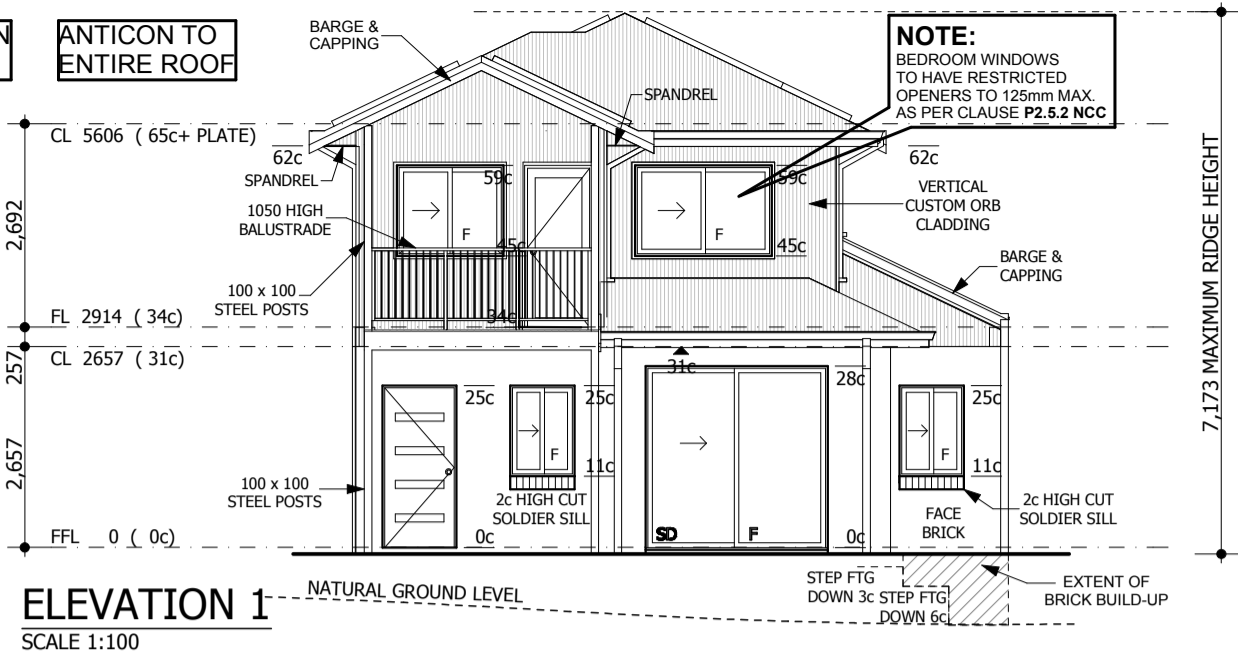 N
ANTICON TO
ENTIRE ROOF
BARGE &
CAPPING
NOTE:
BEDROOM WINDOWS
TO HAVE RESTRICTED
OPENERS TO 125mm MAX.
AS PER CLAUSE P2.5.2 NCC
SPANDREL
CL 5606 ( 65c+ PLATE)
62c
62c
SPANDREL
59c
59c
VERTICAL
CUSTOM ORB
CLADDING
1050 HIGH
BALUSTRADE
F
F
45c
45c
BARGE &
CAPPING
100 x 100
STEEL POSTS
2,692
7,173 MAXIMUM RIDGE HEIGHT
FL 2914 ( 34c)
34c
257
CL 2657 ( 31c)
31c
28c
25c
25c
25c
F
F
11c
11c
2,657
100 x 100
STEEL POSTS
2c HIGH CUT
SOLDIER SILL
2c HIGH CUT
SOLDIER SILL
FACE
BRICK
SD
F
FFL 0 ( 0c)
0c
0c
NATURAL GROUND LEVEL
STEP FTG
DOWN 3c
STEP FTG
DOWN 6c
EXTENT OF
BRICK BUILD-UP
ELEVATION 1
SCALE 1:100